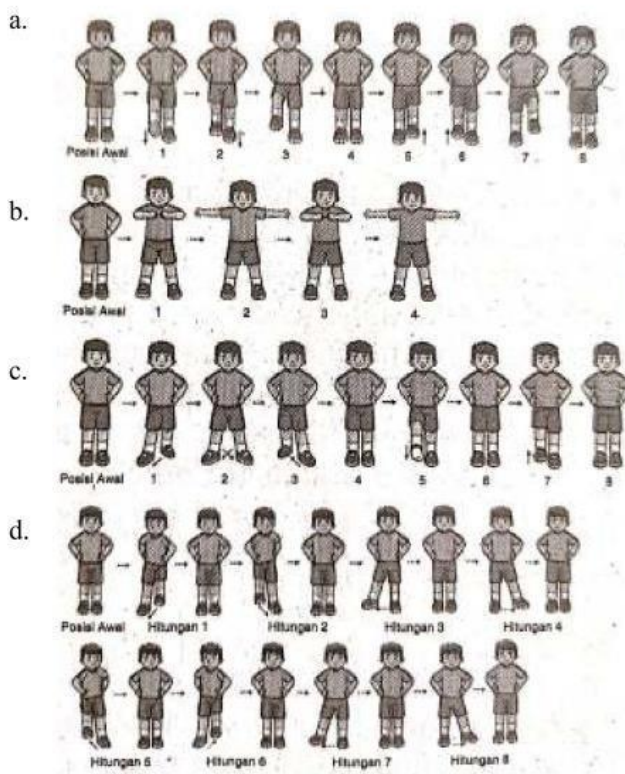 a.
Posisi Awal 1 2 3 4 5 6 7 8
b.
Posisi Awal 1 2 3 4
c.
Posisi Awal 1 2 3 4 5 6 7 8
d.
Posisi Awal Hitungan 1 Hitungan 2 Hitungan 3 Hitungan 4
Hitungan 5 Hitungan 6 Hitungan 7 Hitungan 8